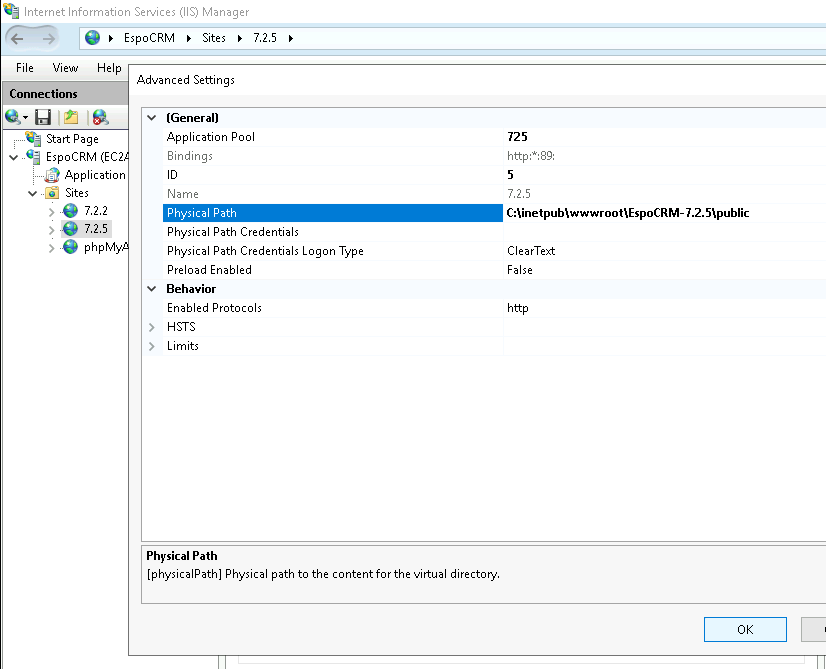 Internet Information Services (IIS) Manager
EspoCRM Sites 7.2.5
File View Help
Advanced Settings
Connections
Start Page
EspoCRM (EC2A
Application
Sites
7.2.2
7.2.5
phpMyA
(General)
Application Pool 725
Bindings http:*:89:
ID 5
Name 7.2.5
Physical Path C:\inetpub\wwwroot\EspoCRM-7.2.5\public
Physical Path Credentials
Physical Path Credentials Logon Type ClearText
Preload Enabled False
Behavior
Enabled Protocols http
HSTS
Limits
Physical Path
[physicalPath] Physical path to the content for the virtual directory.
OK